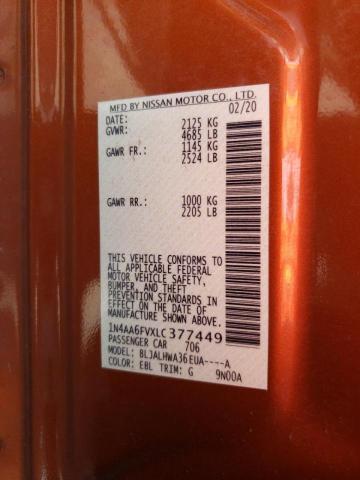 MFD BY NISSAN MOTOR CO., LTD.
02/20
DATE: 2125 KG
GVWR: 4685 LB
GAWR FR.: 1145 KG
2524 LB
GAWR RR.: 1000 KG
2205 LB
THIS VEHICLE CONFORMS TO
ALL APPLICABLE FEDERAL
MOTOR VEHICLE SAFETY,
BUMPER, AND THEFT
PREVENTION STANDARDS IN
EFFECT ON THE DATE OF
MANUFACTURE SHOWN ABOVE.
1N4AA6FVXLC377449
PASSENGER CAR 706
MODEL: BLJALHWA36EUA----A
COLOR: EBL TRIM: G 9N00A